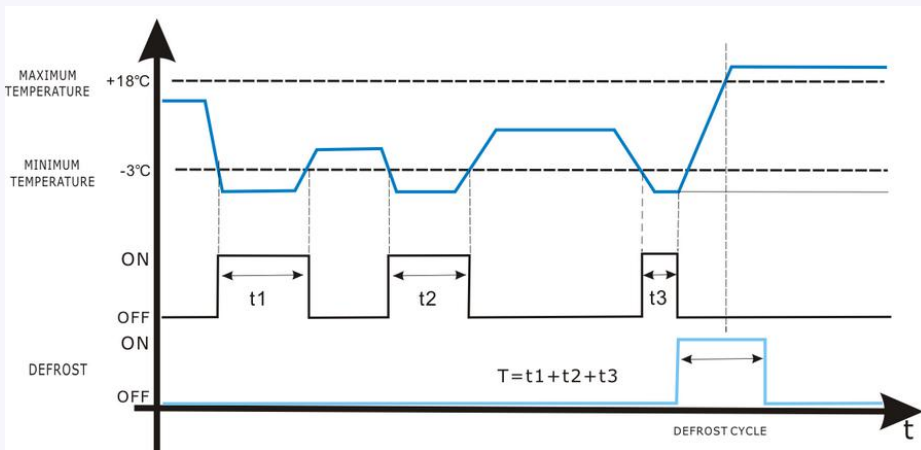 MAXIMUM
TEMPERATURE
+18°C
MINIMUM
TEMPERATURE
-3°C
ON
t1
t2
t3
OFF
ON
DEFROST
T=t1+t2+t3
OFF
DEFROST CYCLE
t